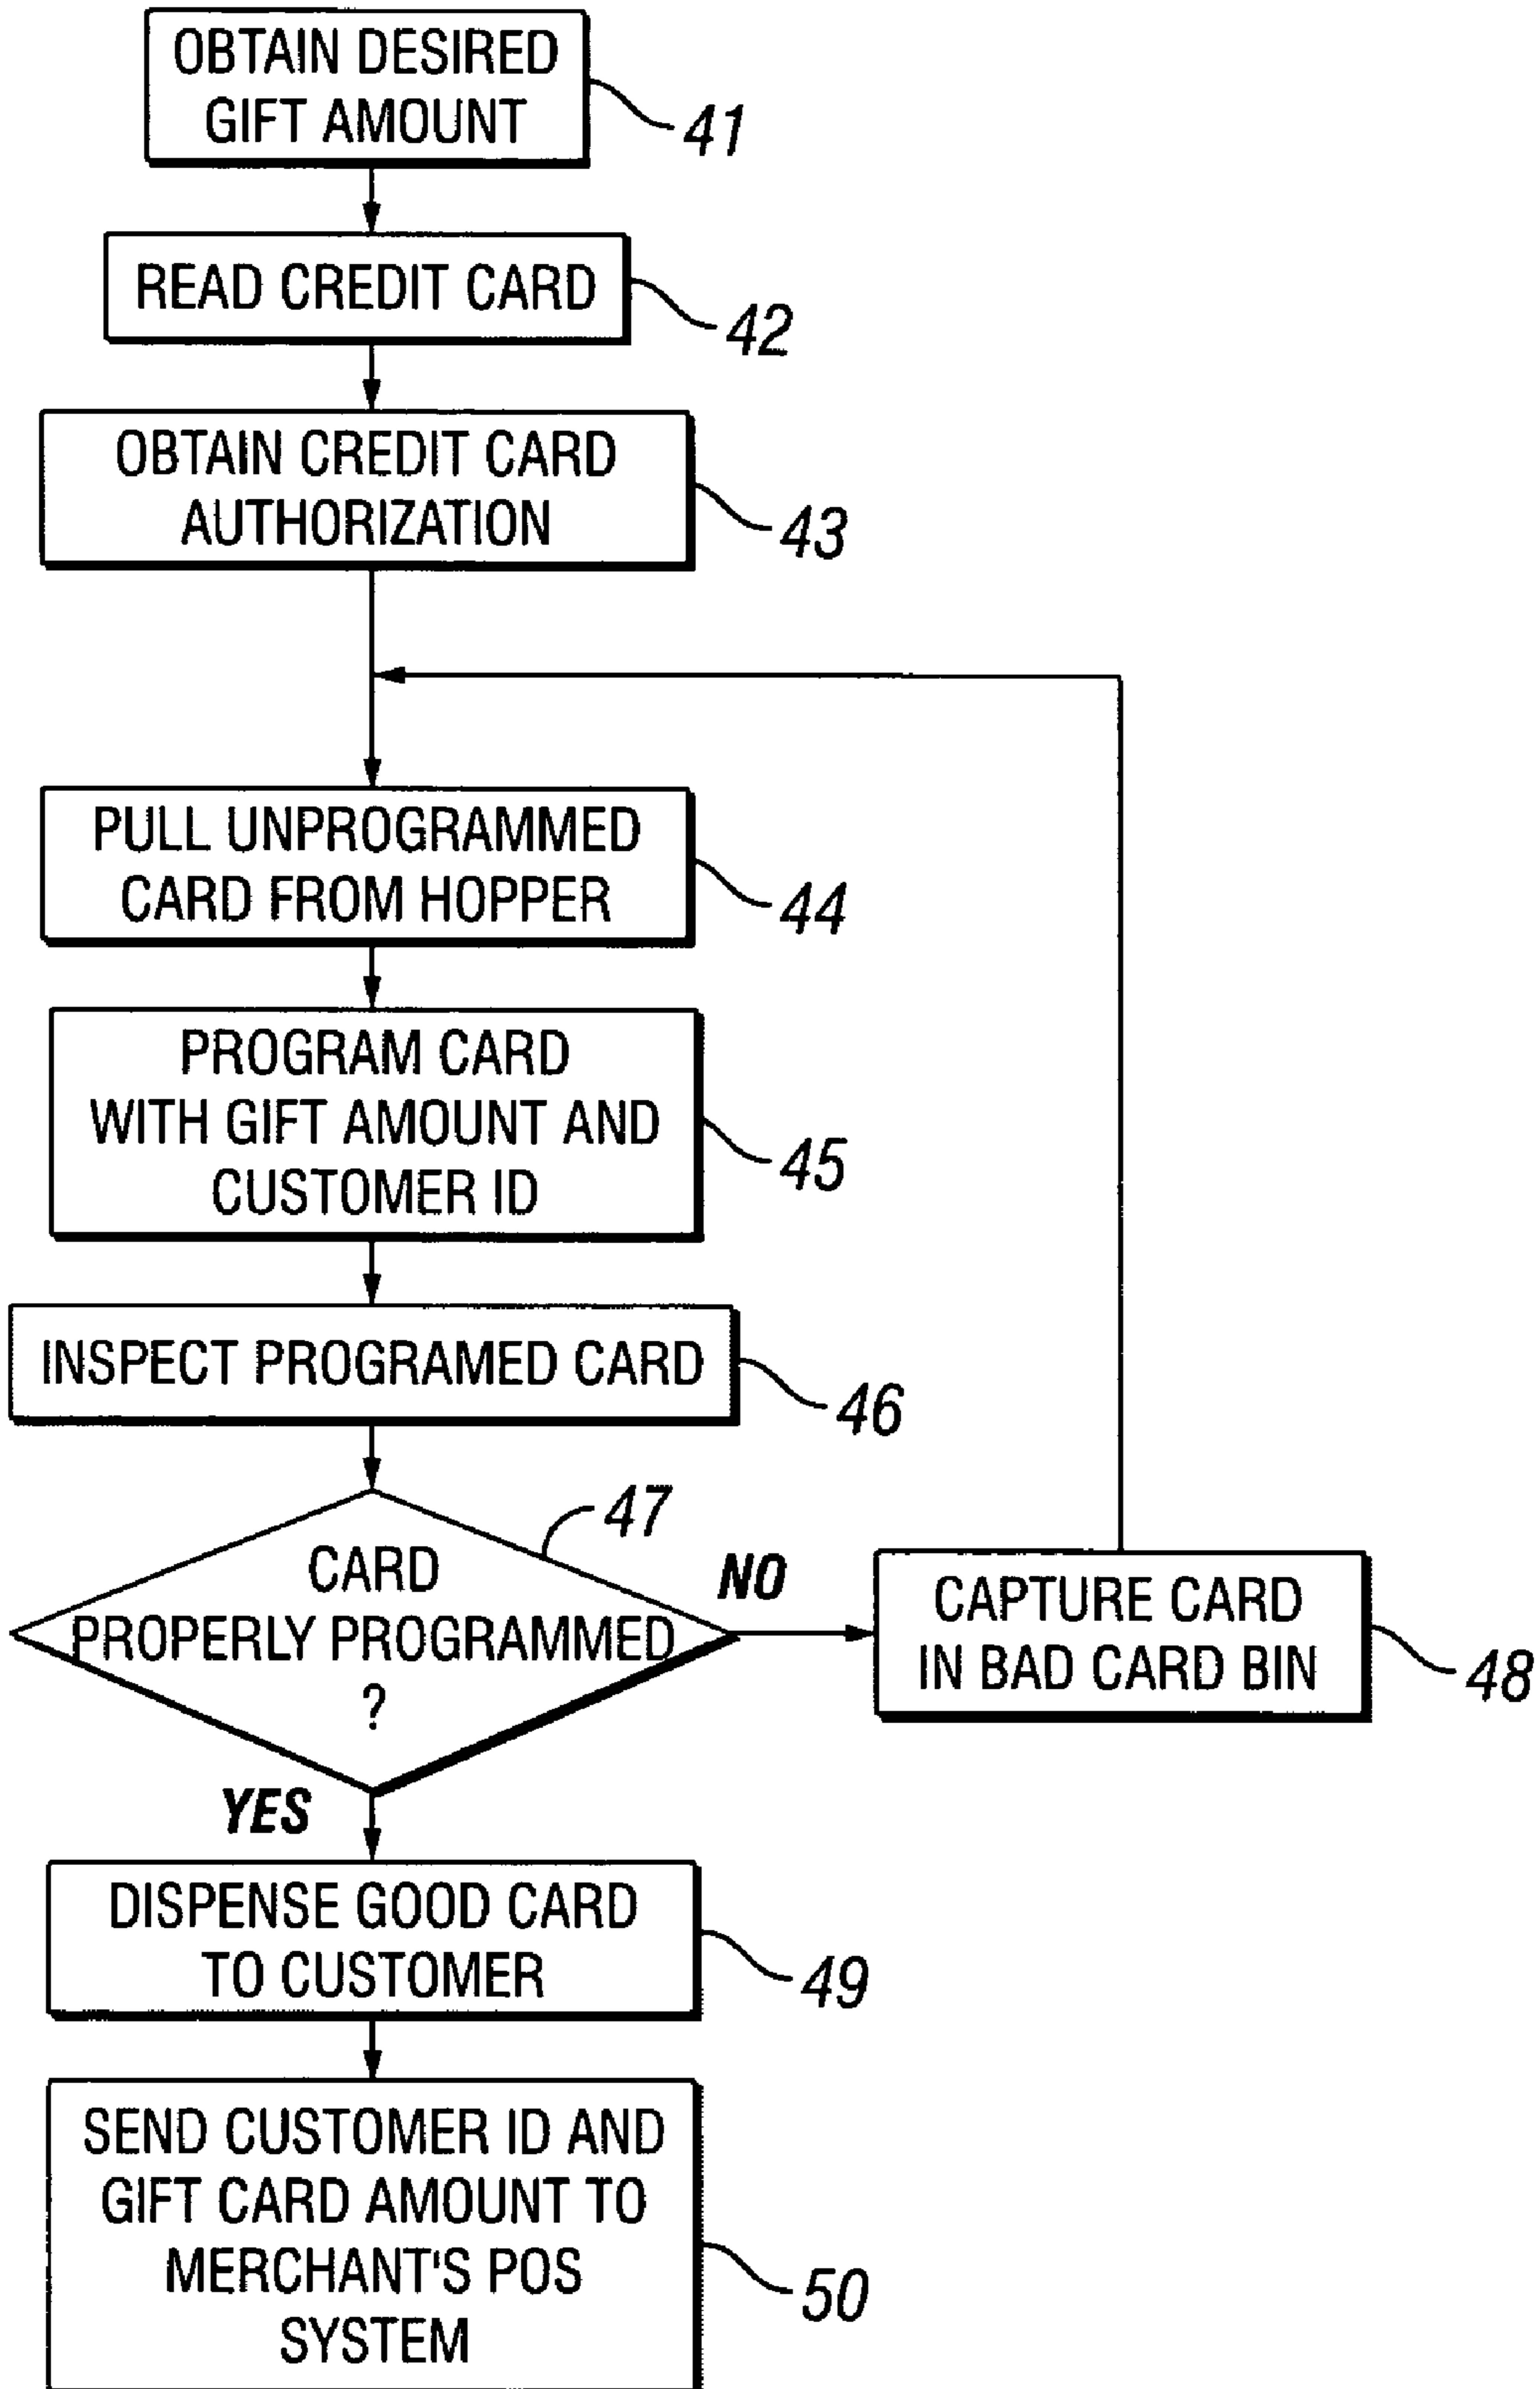 OBTAIN DESIRED
GIFT AMOUNT
41
READ CREDIT CARD
42
OBTAIN CREDIT CARD
AUTHORIZATION
43
PULL UNPROGRAMMED
CARD FROM HOPPER
44
PROGRAM CARD
WITH GIFT AMOUNT AND
CUSTOMER ID
45
INSPECT PROGRAMED CARD
46
47
CARD
PROPERLY PROGRAMMED
?
NO
CAPTURE CARD
IN BAD CARD BIN
48
YES
DISPENSE GOOD CARD
TO CUSTOMER
49
SEND CUSTOMER ID AND
GIFT CARD AMOUNT TO
MERCHANT'S POS
SYSTEM
50